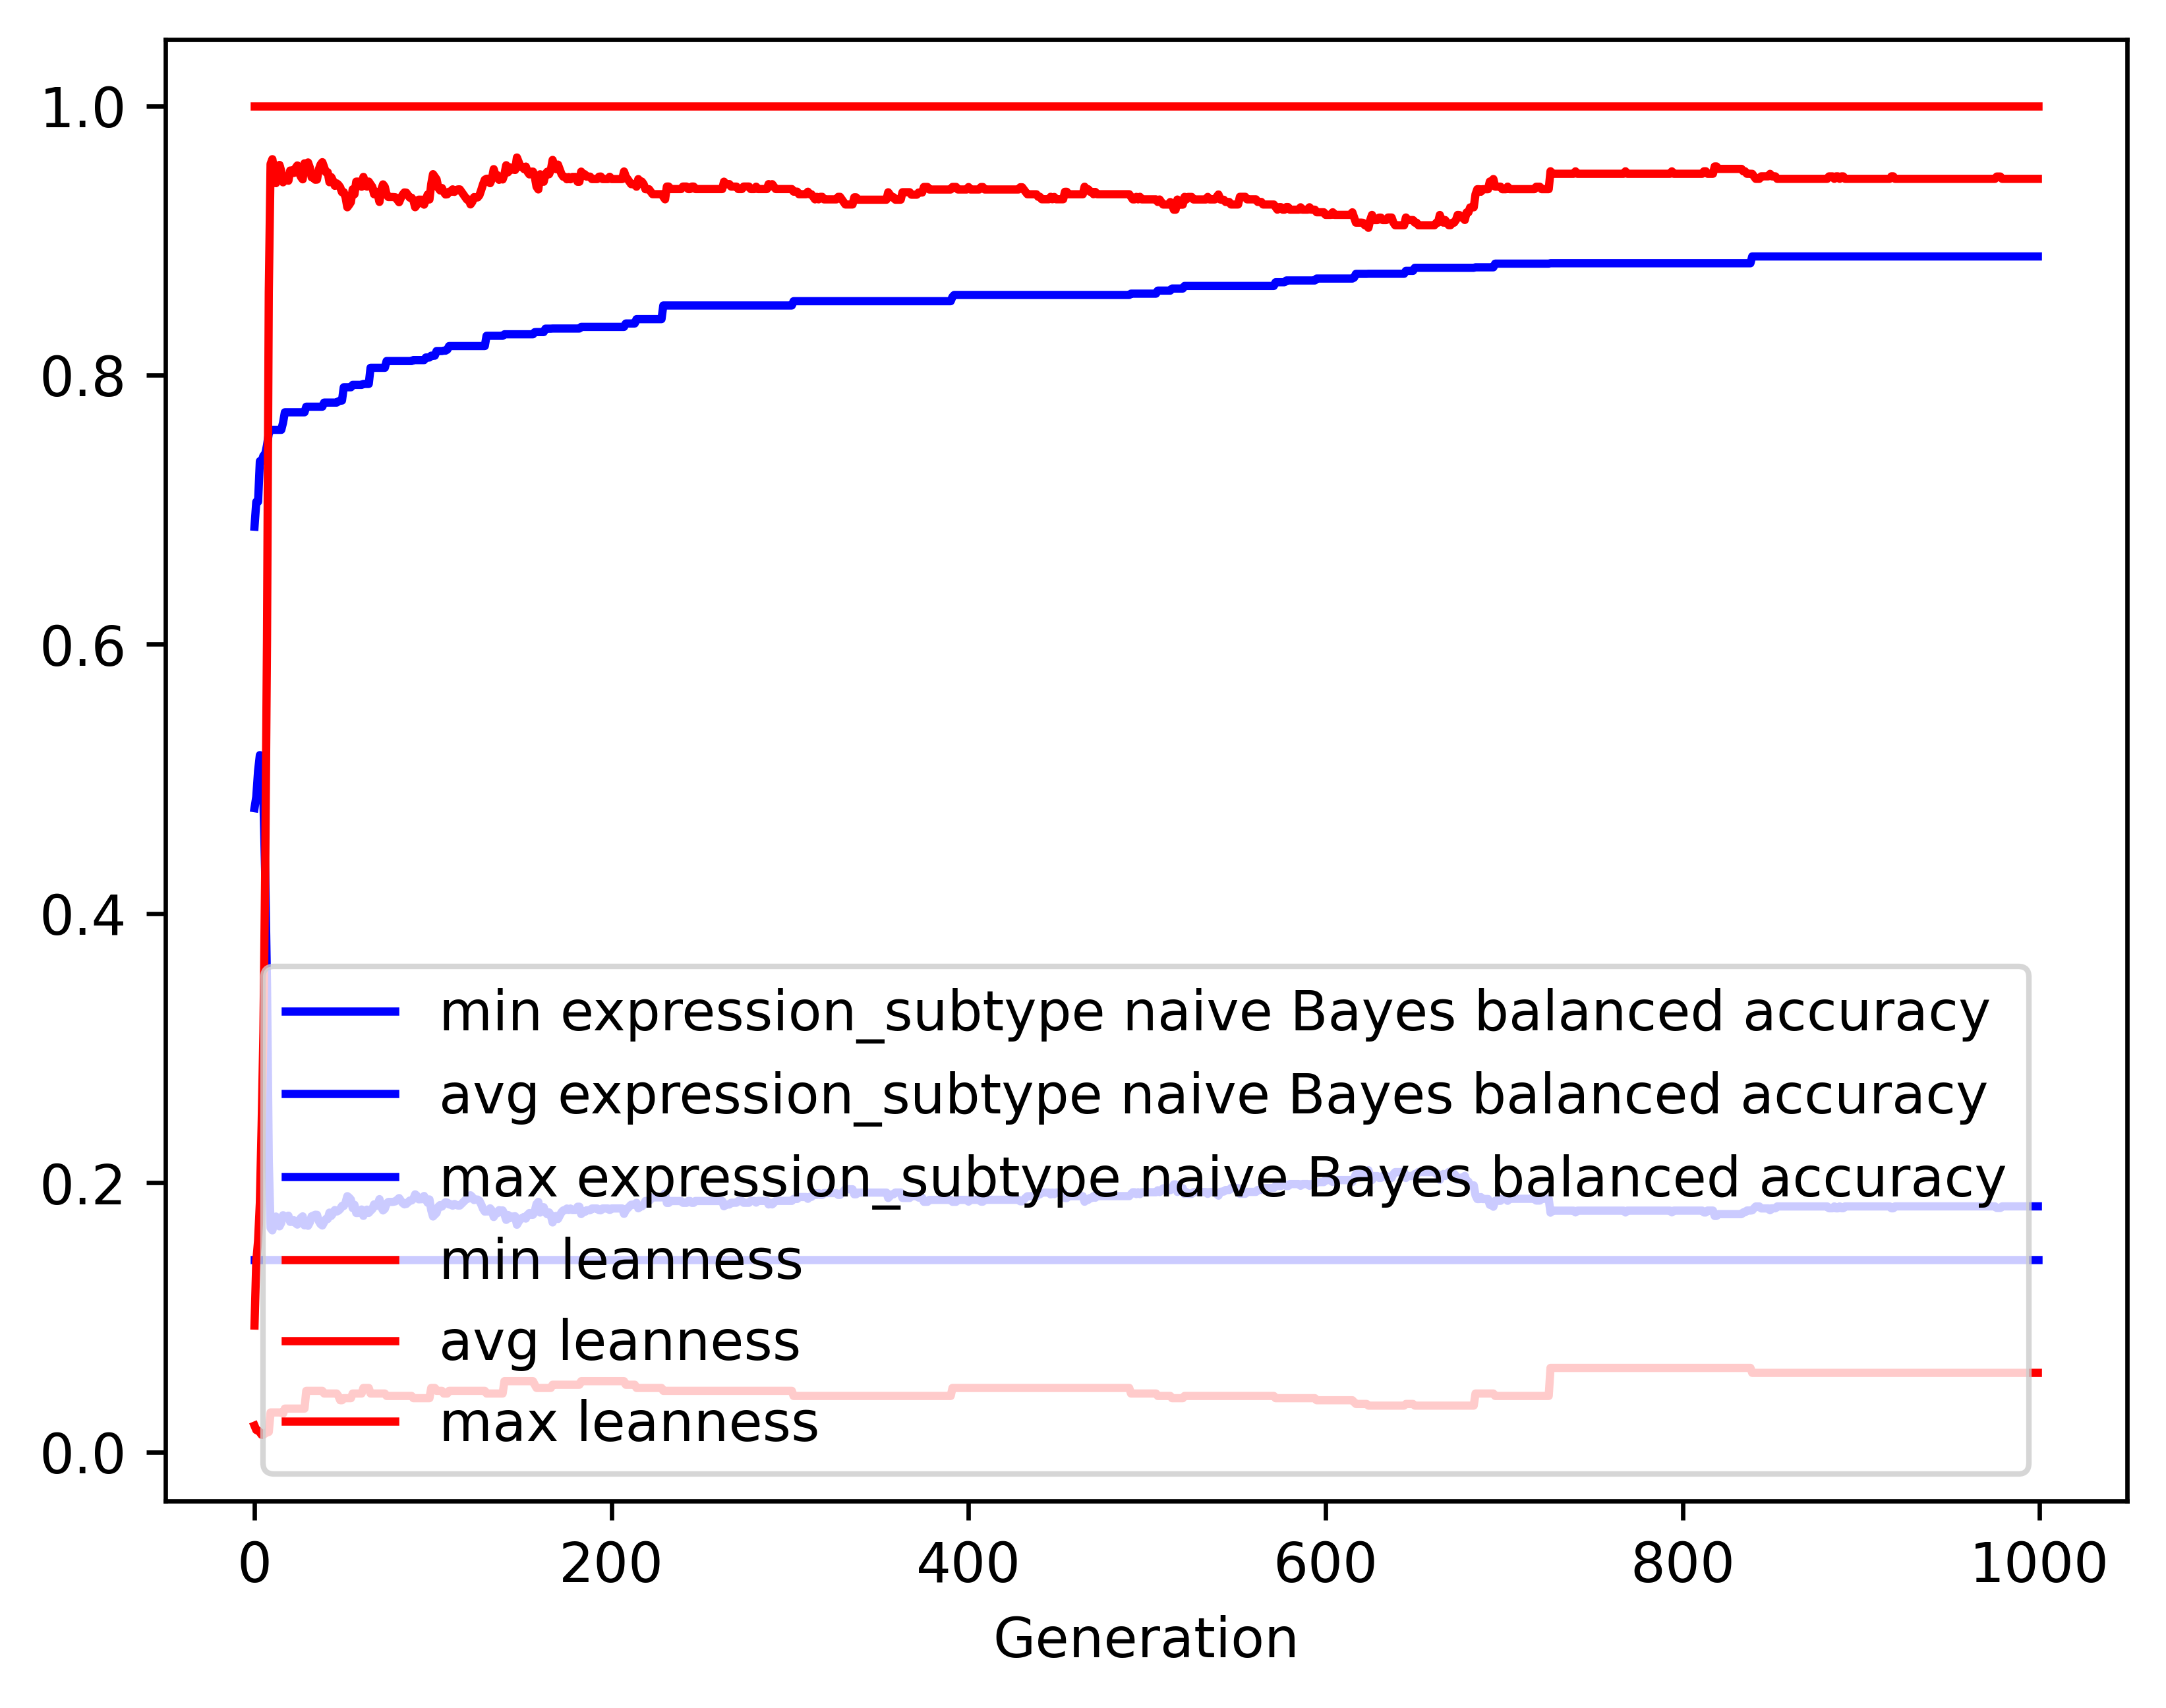 1.0
0.8
0.6
0.4
0.2
0.0
min expression_subtype naive Bayes balanced accuracy
avg expression_subtype naive Bayes balanced accuracy
max expression_subtype naive Bayes balanced accuracy
min leanness
avg leanness
max leanness
0 200 400 600 800 1000
Generation